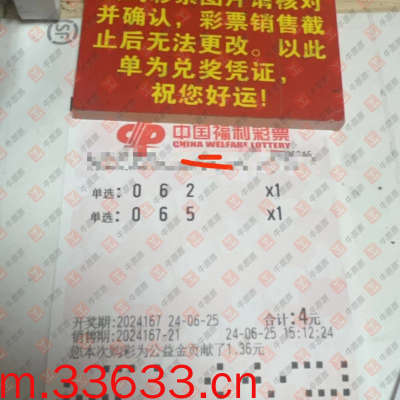 并确认，彩票销售截
止后无法更改。以此
单为兑奖凭证，
祝您好运！
中国福利彩票
CHINA WELFARE LOTTERY
单选：0 6 2 x1
单选：0 6 5 x1
开奖期：2024167 24-06-25 合计：4元
销售期：2024167-21 24-06-25 15:12:24
您本次购彩为公益金贡献了1.36元
m.33633.cn